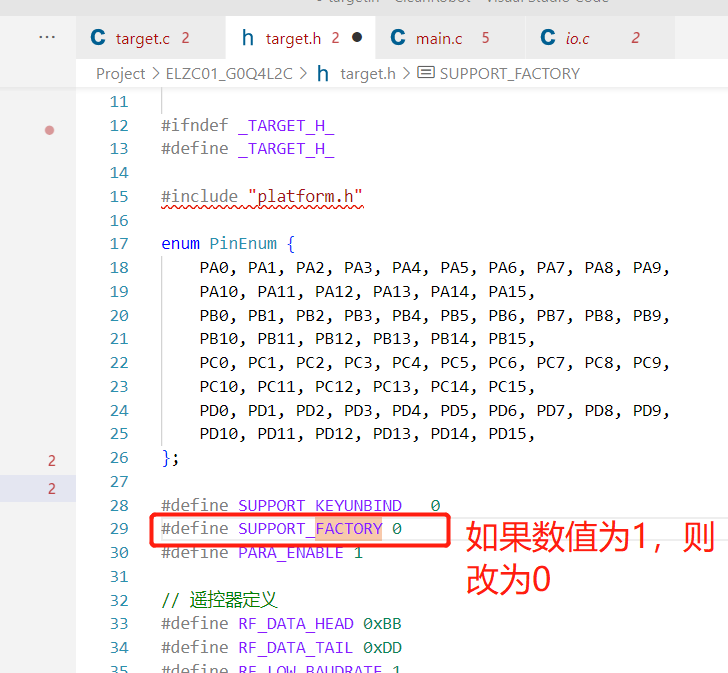 ··· C target.c 2 h target.h 2 ● C main.c 5 C io.c 2
Project > ELZC01_G0Q4L2C > h target.h > SUPPORT_FACTORY
11
12 #ifndef _TARGET_H_
13 #define _TARGET_H_
14
15 #include "platform.h"
16
17 enum PinEnum {
18 PA0, PA1, PA2, PA3, PA4, PA5, PA6, PA7, PA8, PA9,
19 PA10, PA11, PA12, PA13, PA14, PA15,
20 PB0, PB1, PB2, PB3, PB4, PB5, PB6, PB7, PB8, PB9,
21 PB10, PB11, PB12, PB13, PB14, PB15,
22 PC0, PC1, PC2, PC3, PC4, PC5, PC6, PC7, PC8, PC9,
23 PC10, PC11, PC12, PC13, PC14, PC15,
24 PD0, PD1, PD2, PD3, PD4, PD5, PD6, PD7, PD8, PD9,
25 PD10, PD11, PD12, PD13, PD14, PD15,
2 26 };
2 27
28 #define SUPPORT_KEYUNBIND 0
29 #define SUPPORT_FACTORY 0
30 #define PARA_ENABLE 1
如果数值为1，则
改为0
31
32 // 遥控器定义
33 #define RF_DATA_HEAD 0xBB
34 #define RF_DATA_TAIL 0xDD
35 #define RF_LOW_BAUDRATE 1